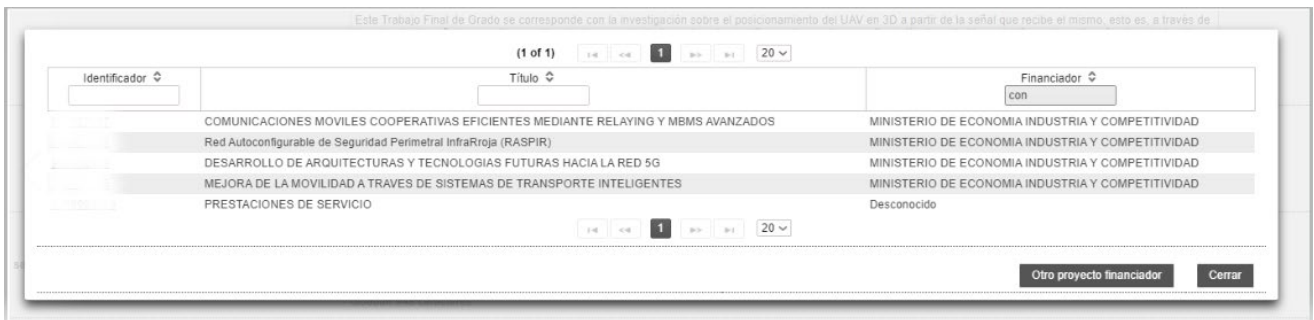 Este Trabajo Final de Grado se corresponde con la investigación sobre el posicionamiento del UAV en 3D a partir de la señal que recibe el mismo, esto es, a través de
(1 of 1) 1 20
Identificador Título Financiador
con
COMUNICACIONES MOVILES COOPERATIVAS EFICIENTES MEDIANTE RELAYING Y MBMS AVANZADOS MINISTERIO DE ECONOMIA INDUSTRIA Y COMPETITIVIDAD
Red Autoconfigurable de Seguridad Perimetral InfraRroja (RASPIR) MINISTERIO DE ECONOMIA INDUSTRIA Y COMPETITIVIDAD
DESARROLLO DE ARQUITECTURAS Y TECNOLOGIAS FUTURAS HACIA LA RED 5G MINISTERIO DE ECONOMIA INDUSTRIA Y COMPETITIVIDAD
MEJORA DE LA MOVILIDAD A TRAVES DE SISTEMAS DE TRANSPORTE INTELIGENTES MINISTERIO DE ECONOMIA INDUSTRIA Y COMPETITIVIDAD
PRESTACIONES DE SERVICIO Desconocido
1 20
Otro proyecto financiador Cerrar